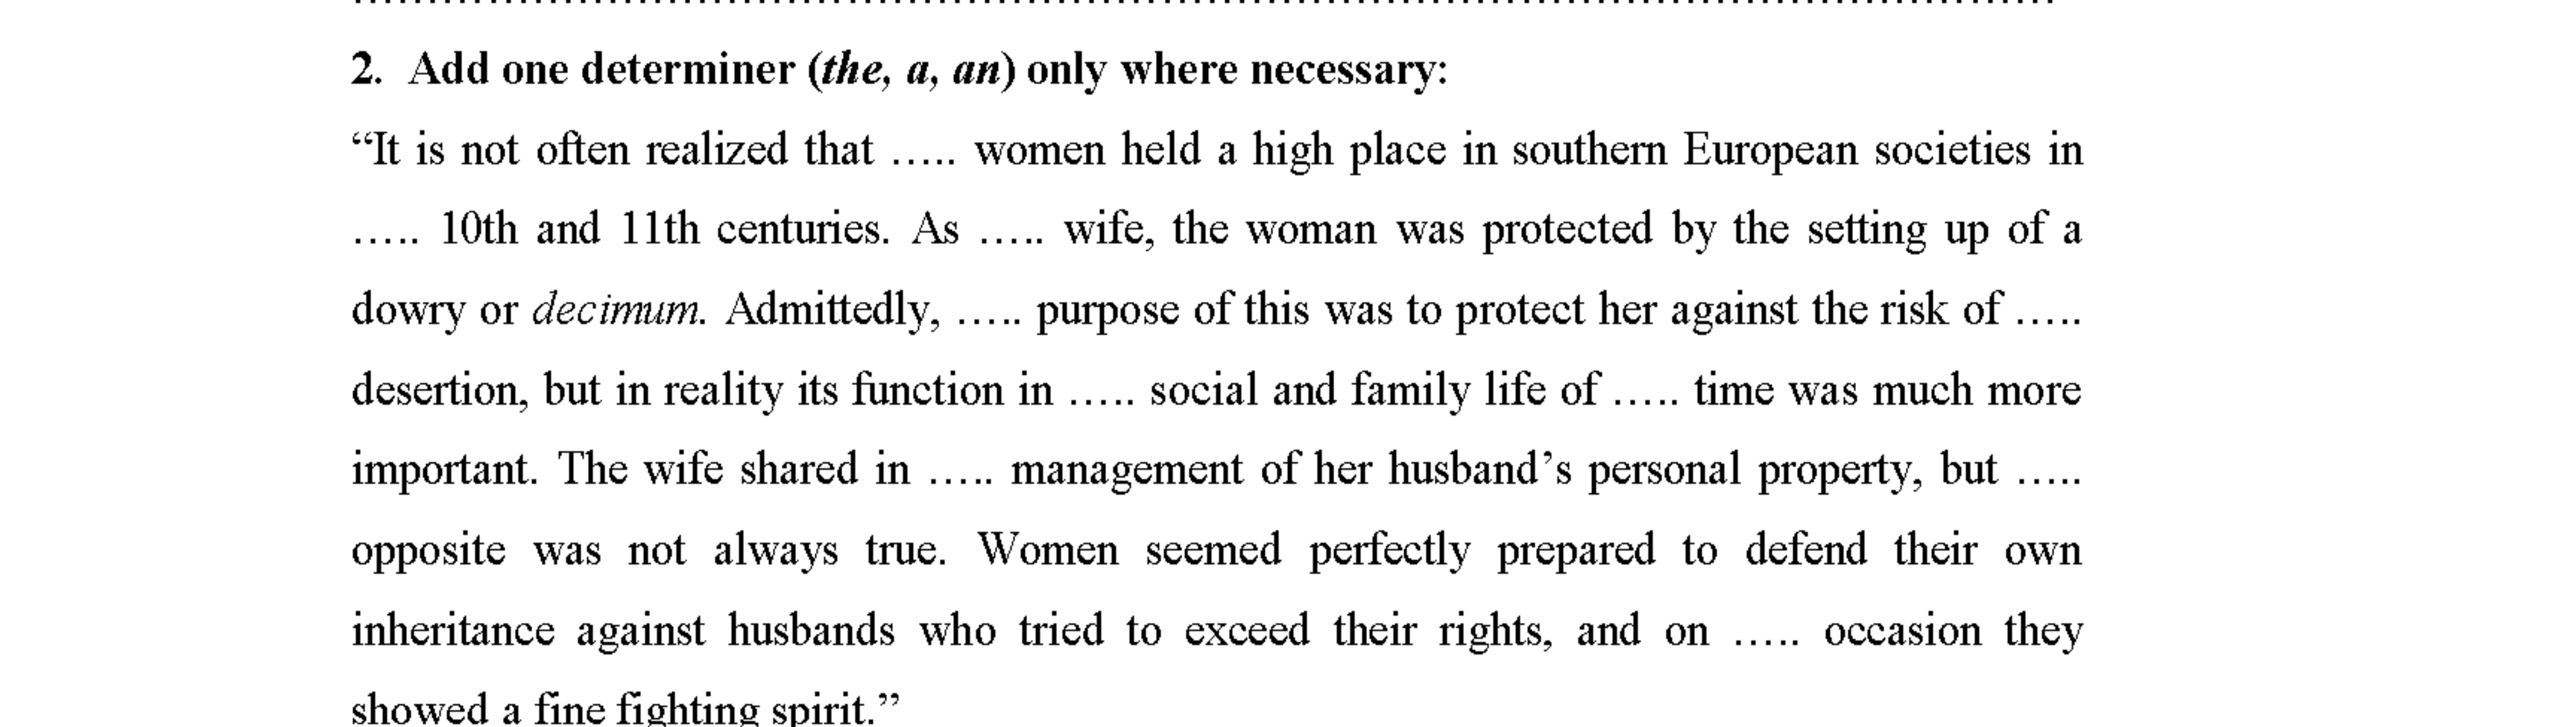 2. Add one determiner (the, a, an) only where necessary:
“It is not often realized that ….. women held a high place in southern European societies in
….. 10th and 11th centuries. As ….. wife, the woman was protected by the setting up of a
dowry or decimum. Admittedly, ….. purpose of this was to protect her against the risk of …..
desertion, but in reality its function in ….. social and family life of ….. time was much more
important. The wife shared in ….. management of her husband’s personal property, but …..
opposite was not always true. Women seemed perfectly prepared to defend their own
inheritance against husbands who tried to exceed their rights, and on ….. occasion they
showed a fine fighting spirit.”